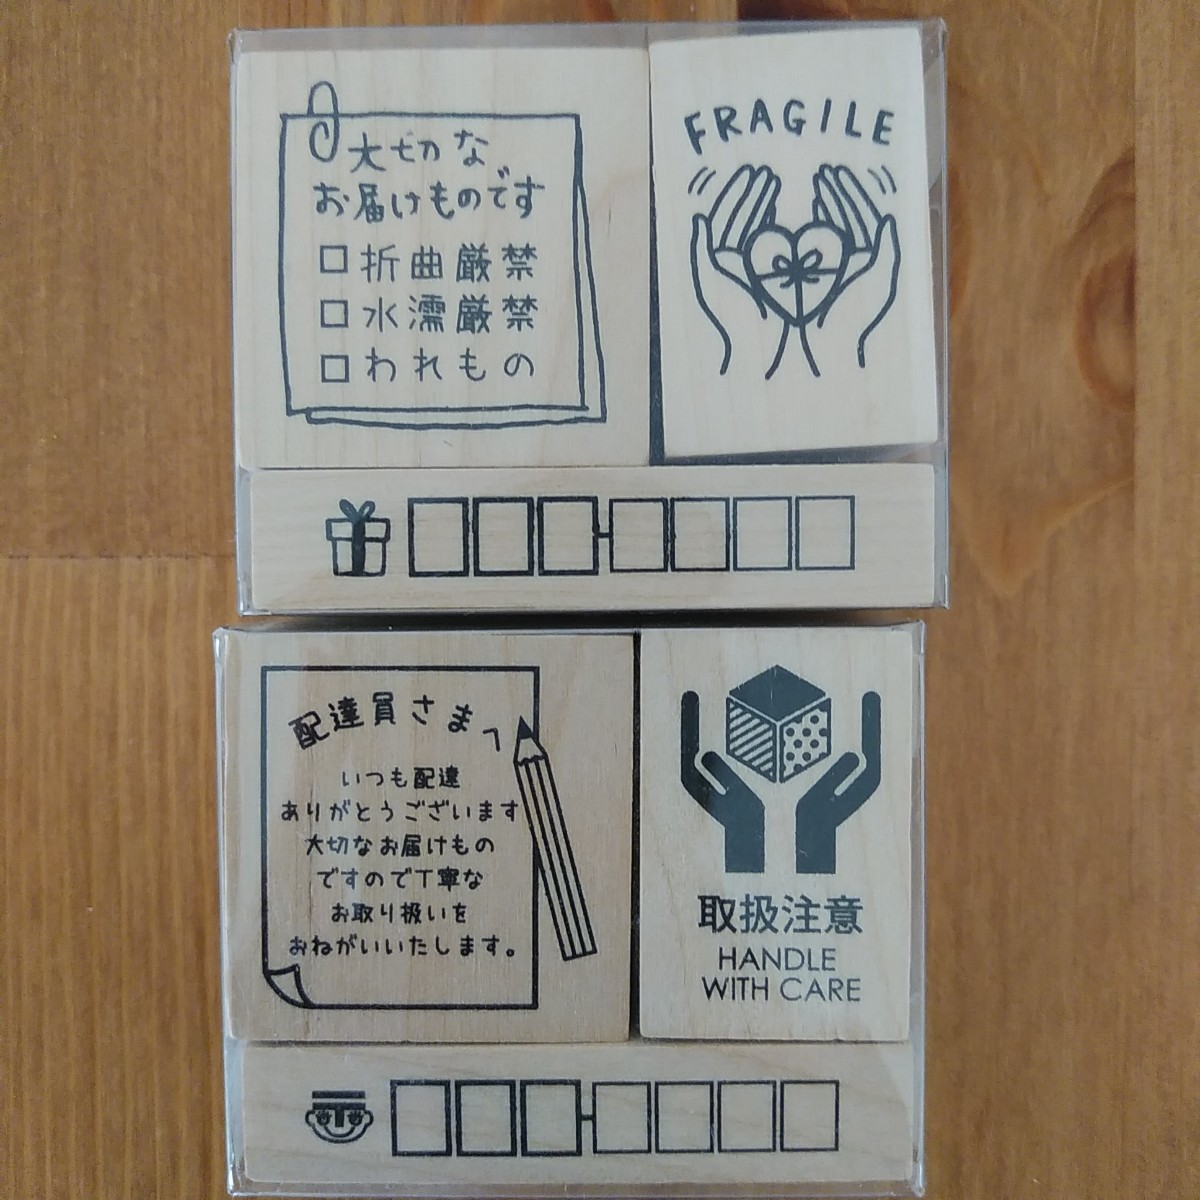 大切な
お届けものです
□折曲厳禁
□水濡厳禁
□われもの
FRAGILE
配達員さまへ
いつも配達
ありがとうございます
大切なお届けもの
ですので丁寧な
お取り扱いを
おねがいいたします。
取扱注意
HANDLE
WITH CARE